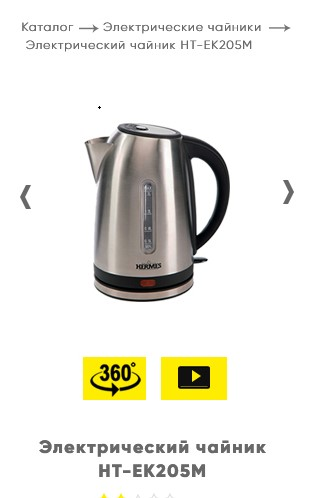 Каталог → Электрические чайники →
Электрический чайник HT-EK205M
HERMES
360°
Электрический чайник
HT-EK205M